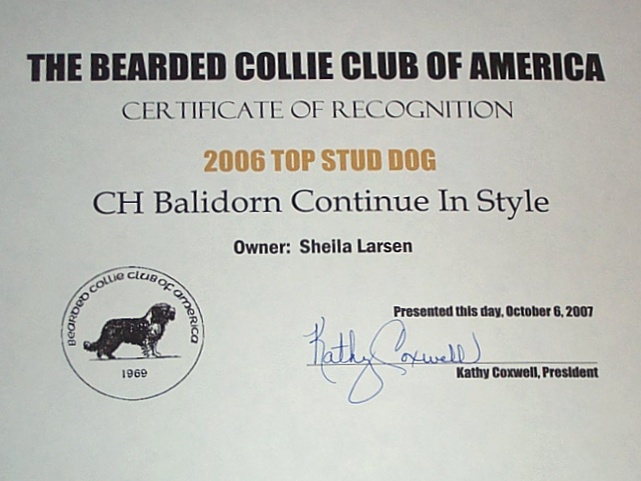 THE BEARDED COLLIE CLUB OF AMERICA
CERTIFICATE OF RECOGNITION
2006 TOP STUD DOG
CH Balidorn Continue In Style
Owner: Sheila Larsen
BEARDED COLLIE CLUB OF AMERICA
1969
Presented this day, October 6, 2007
Kathy Coxwell
Kathy Coxwell, President